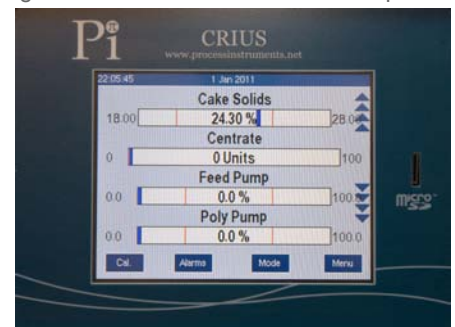 Pi π CRIUS
www.processinstruments.net
22:05:45 1 Jan 2011
Cake Solids
18.00 24.30 % 28.0
Centrate
0 0 Units 100
Feed Pump
0.0 0.0 % 100.
Poly Pump
0.0 0.0 % 100.0
Cal. Alarms Mode Menu
micro